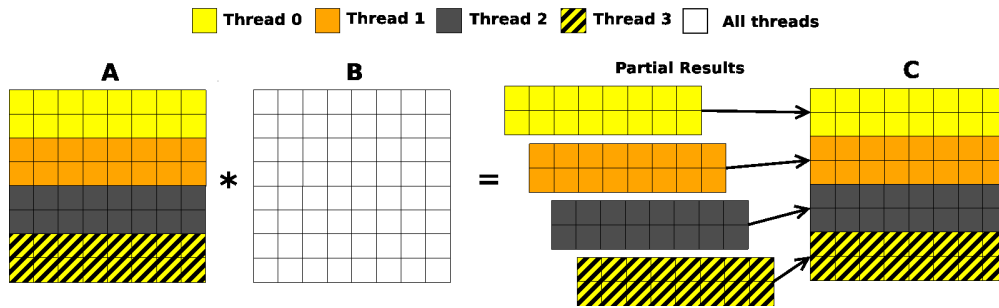 Thread 0 Thread 1 Thread 2 Thread 3 All threads
A B Partial Results C
* =